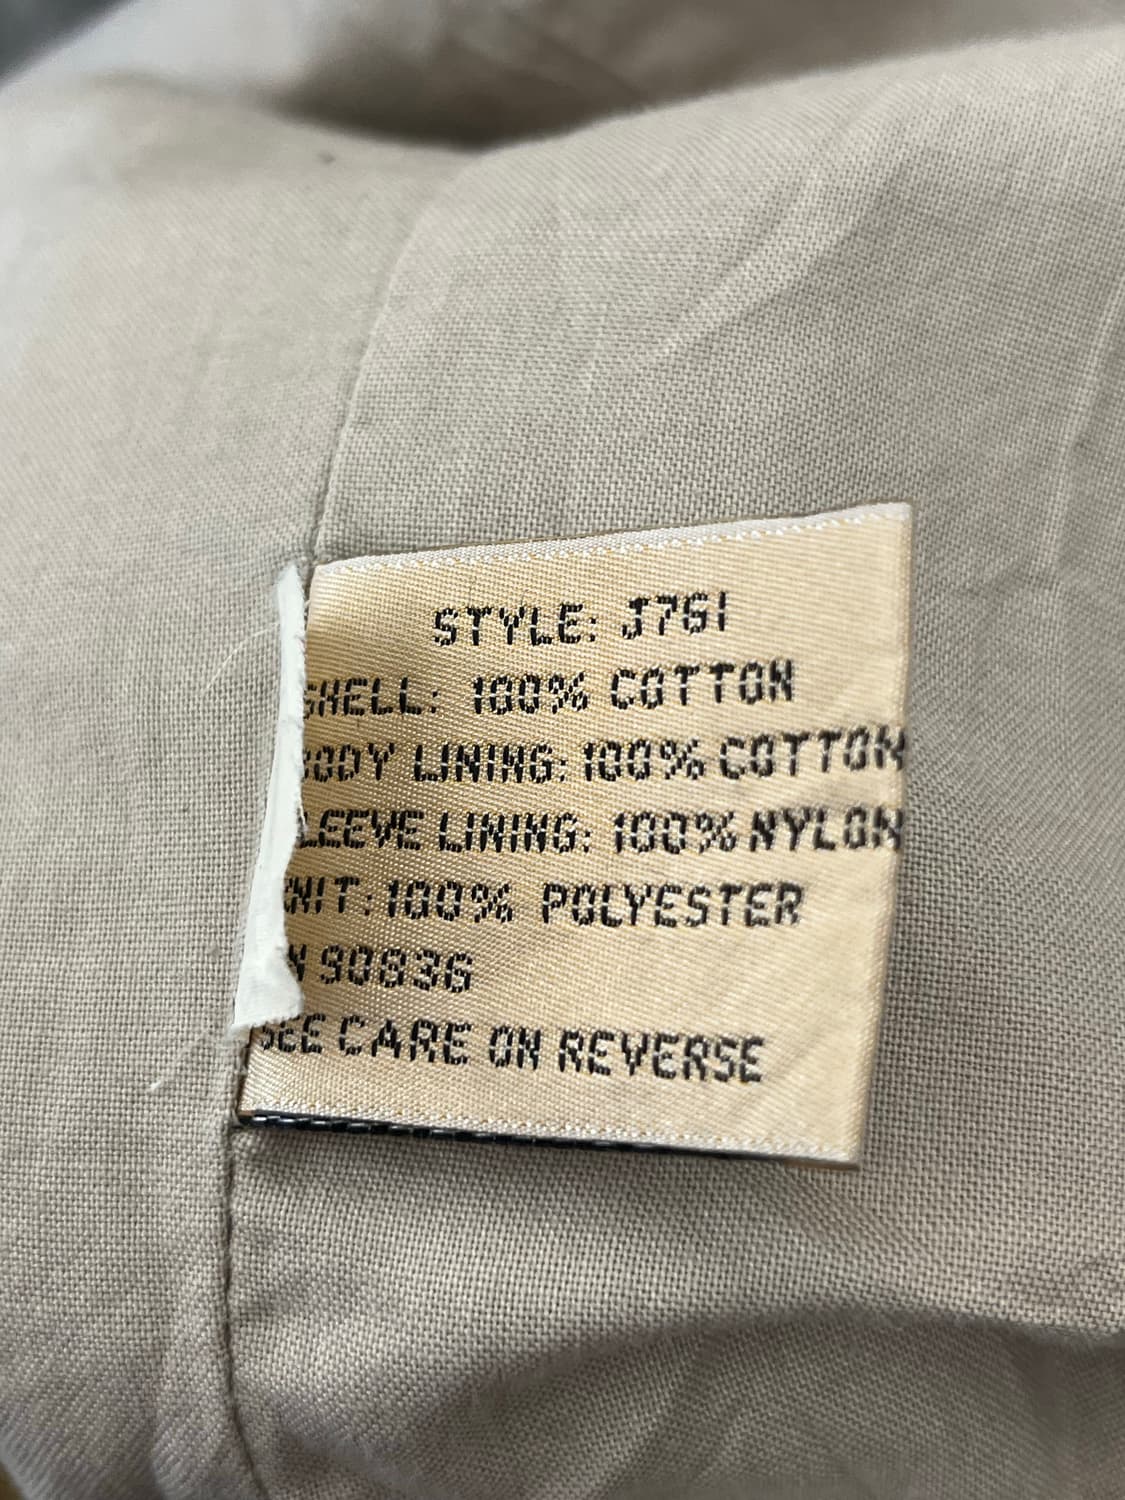 STYLE: J761
SHELL: 100% COTTON
BODY LINING: 100% COTTON
SLEEVE LINING: 100% NYLON
KNIT: 100% POLYESTER
RN 90836
SEE CARE ON REVERSE